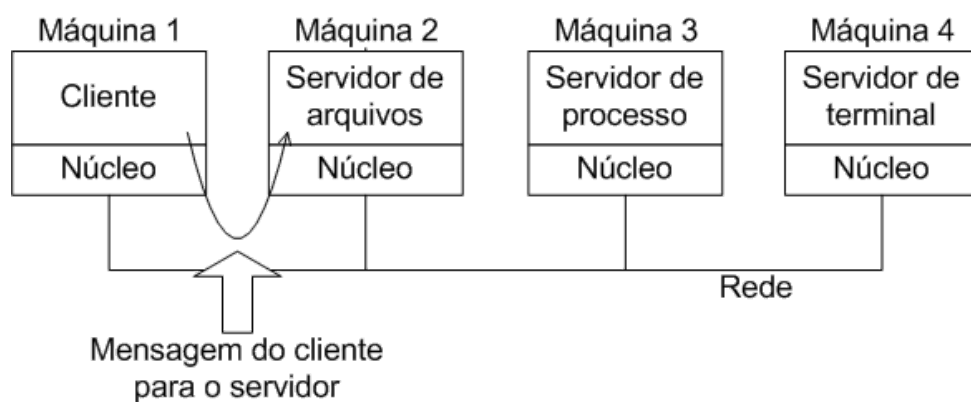 Máquina 1
Máquina 2
Máquina 3
Máquina 4
Cliente
Servidor de
arquivos
Servidor de
processo
Servidor de
terminal
Núcleo
Núcleo
Núcleo
Núcleo
Rede
Mensagem do cliente
para o servidor